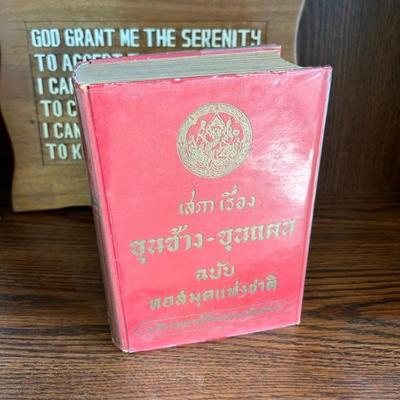 GOD GRANT ME THE SERENITY
TO ACCEPT
I CAN
TO C
I CAN
TO K
เสภา เรื่อง
ขุนช้าง-ขุนแผน
ฉบับ
หอสมุดแห่งชาติ